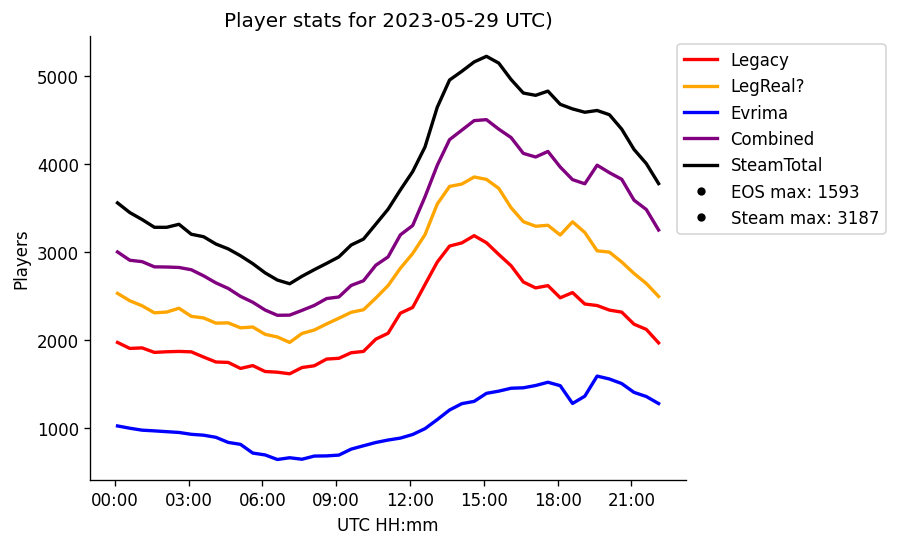 Player stats for 2023-05-29 UTC)
Legacy
LegReal?
Evrima
Combined
SteamTotal
EOS max: 1593
Steam max: 3187
Players
5000
4000
3000
2000
1000
00:00 03:00 06:00 09:00 12:00 15:00 18:00 21:00
UTC HH:mm